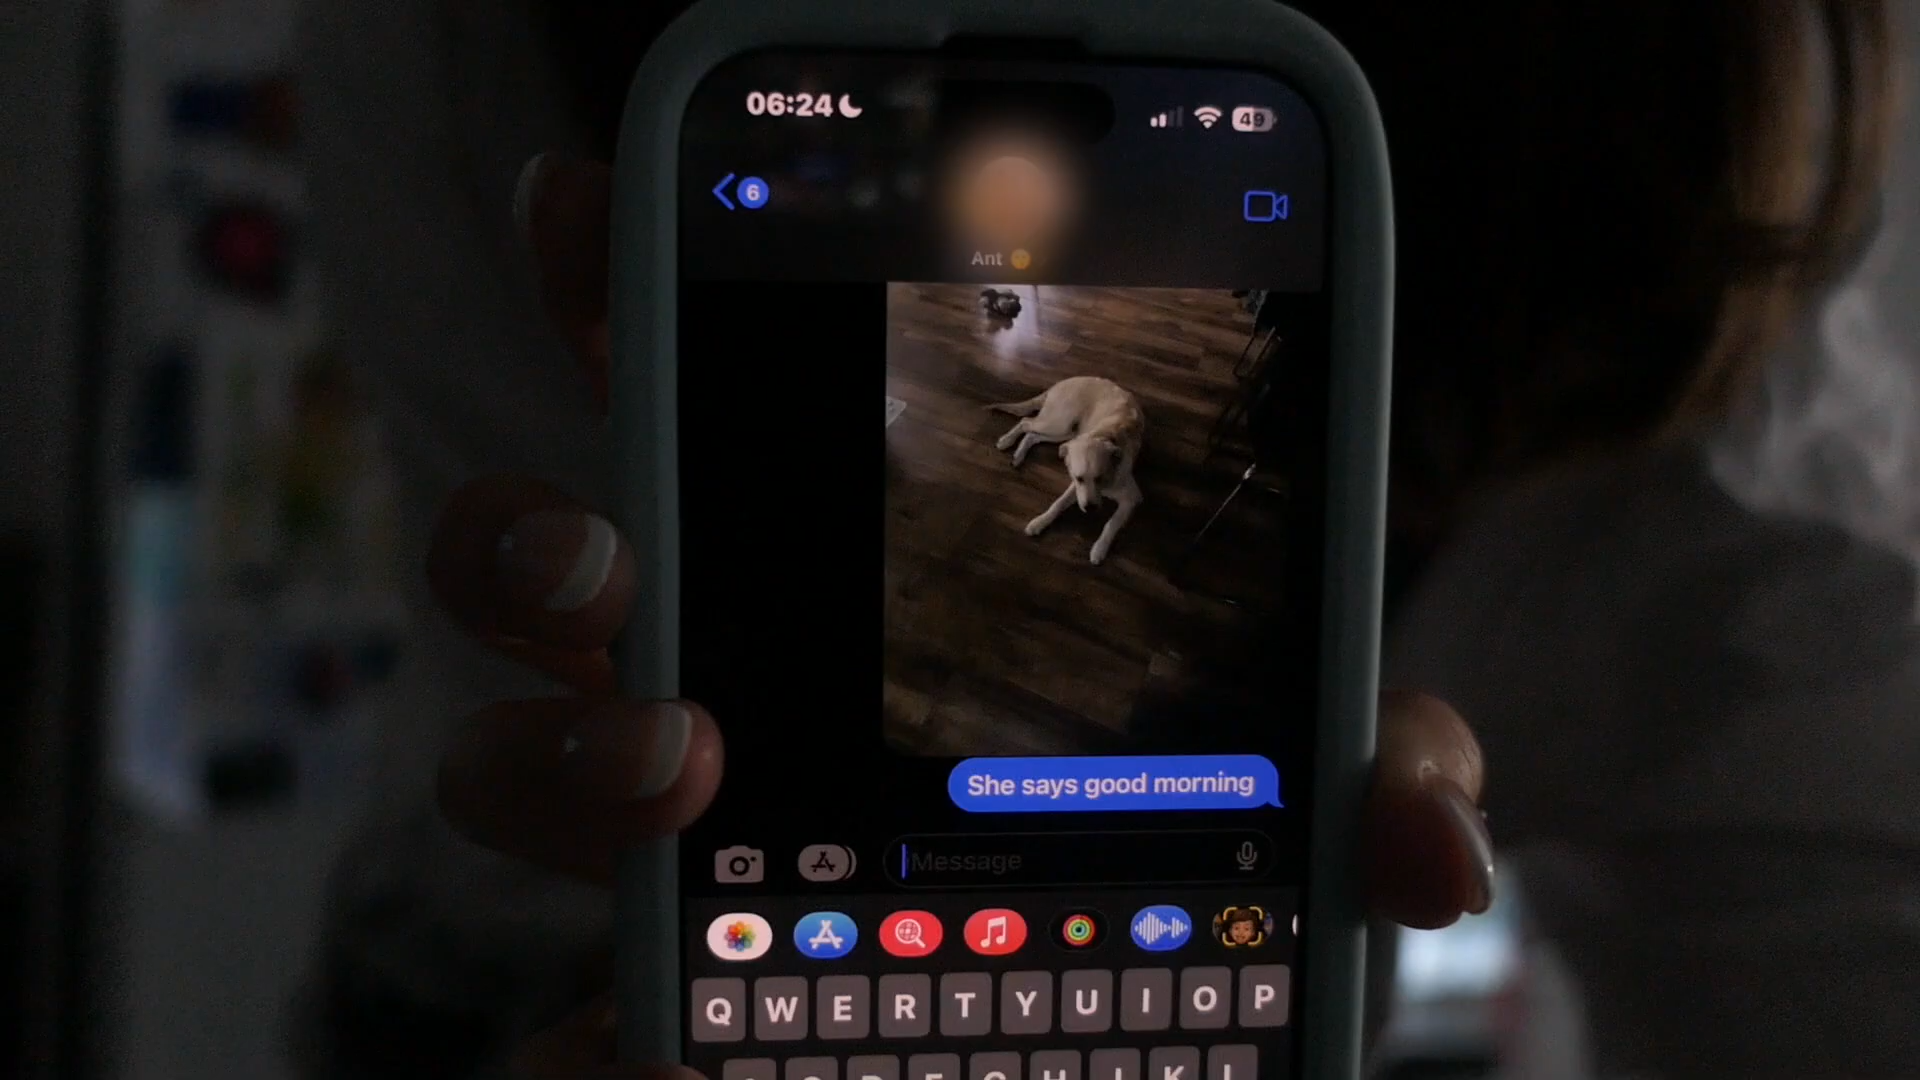 06:24
49
6
Ant
She says good morning
Message
Q W E R T Y U I O P